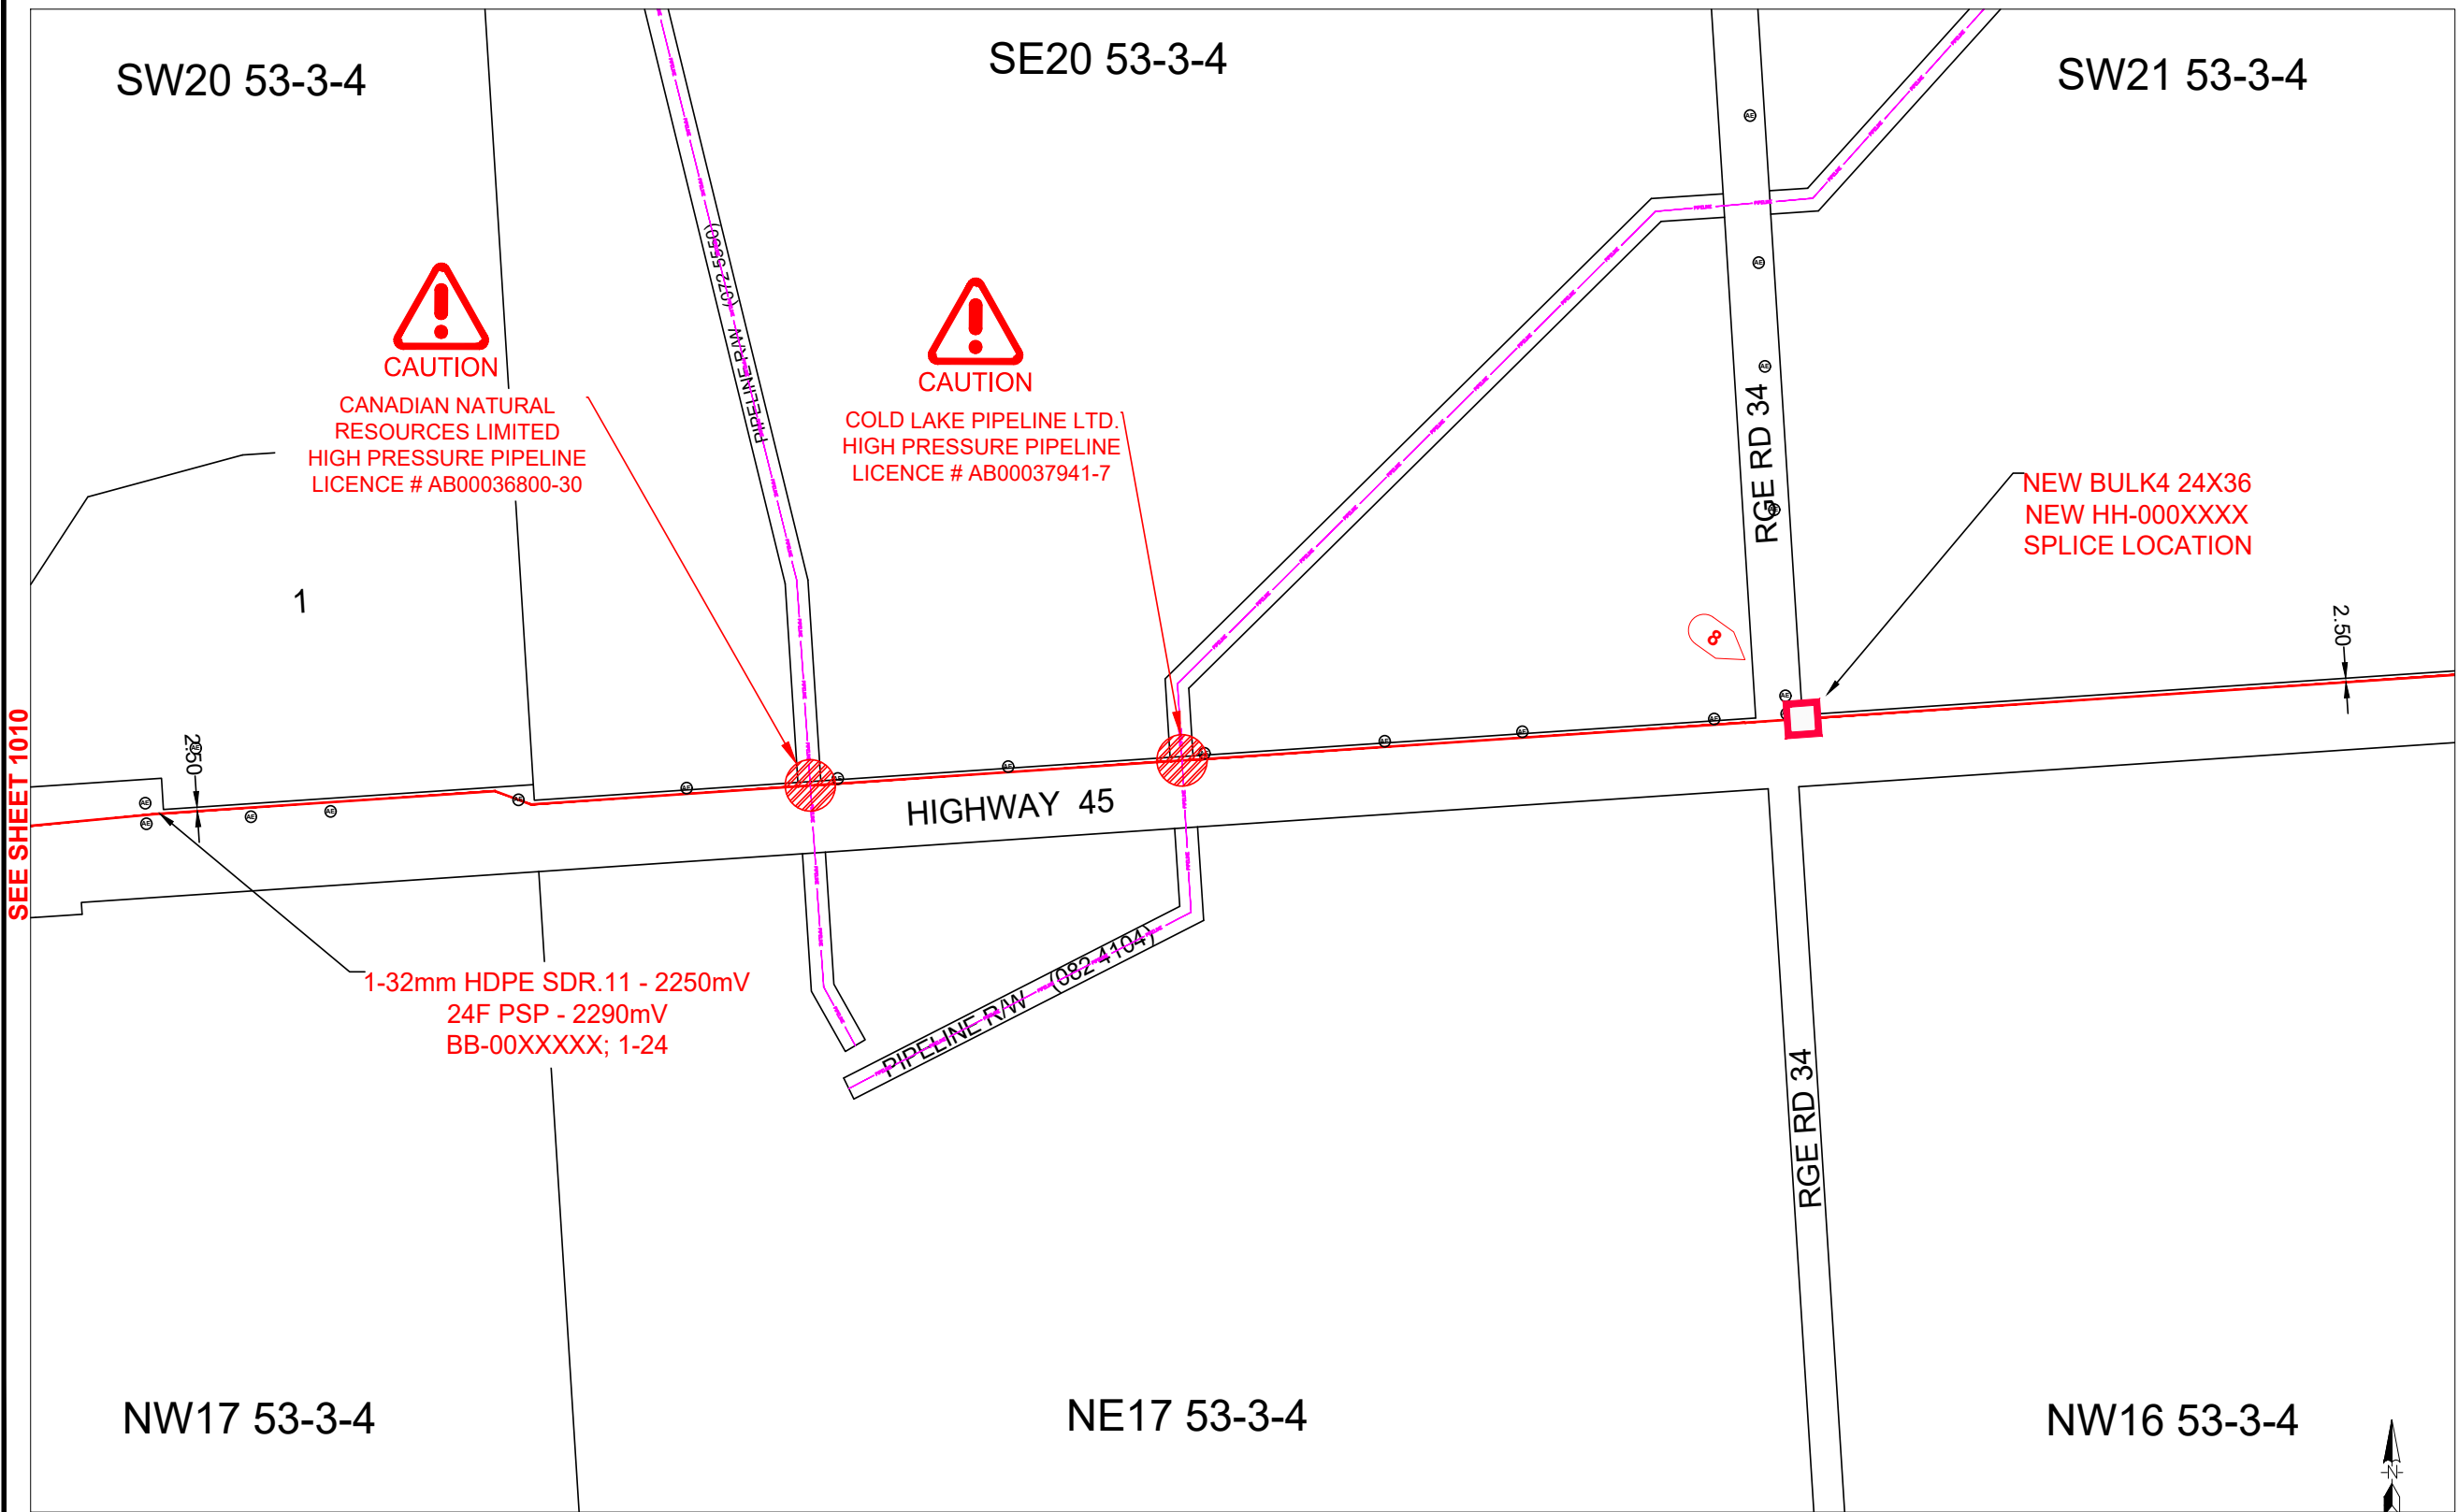 SW20 53-3-4
SE20 53-3-4
SW21 53-3-4
PIPELINE R/W (072 5550)
CAUTION
CANADIAN NATURAL
RESOURCES LIMITED
HIGH PRESSURE PIPELINE
LICENCE # AB00036800-30
CAUTION
COLD LAKE PIPELINE LTD.
HIGH PRESSURE PIPELINE
LICENCE # AB00037941-7
RGE RD 34
NEW BULK4 24X36
NEW HH-000XXXX
SPLICE LOCATION
1
8
2.50
SEE SHEET 1010
2.50
HIGHWAY 45
1-32mm HDPE SDR.11 - 2250mV
24F PSP - 2290mV
BB-00XXXXX; 1-24
PIPELINE R/W (082 4104)
RGE RD 34
NW17 53-3-4
NE17 53-3-4
NW16 53-3-4
N